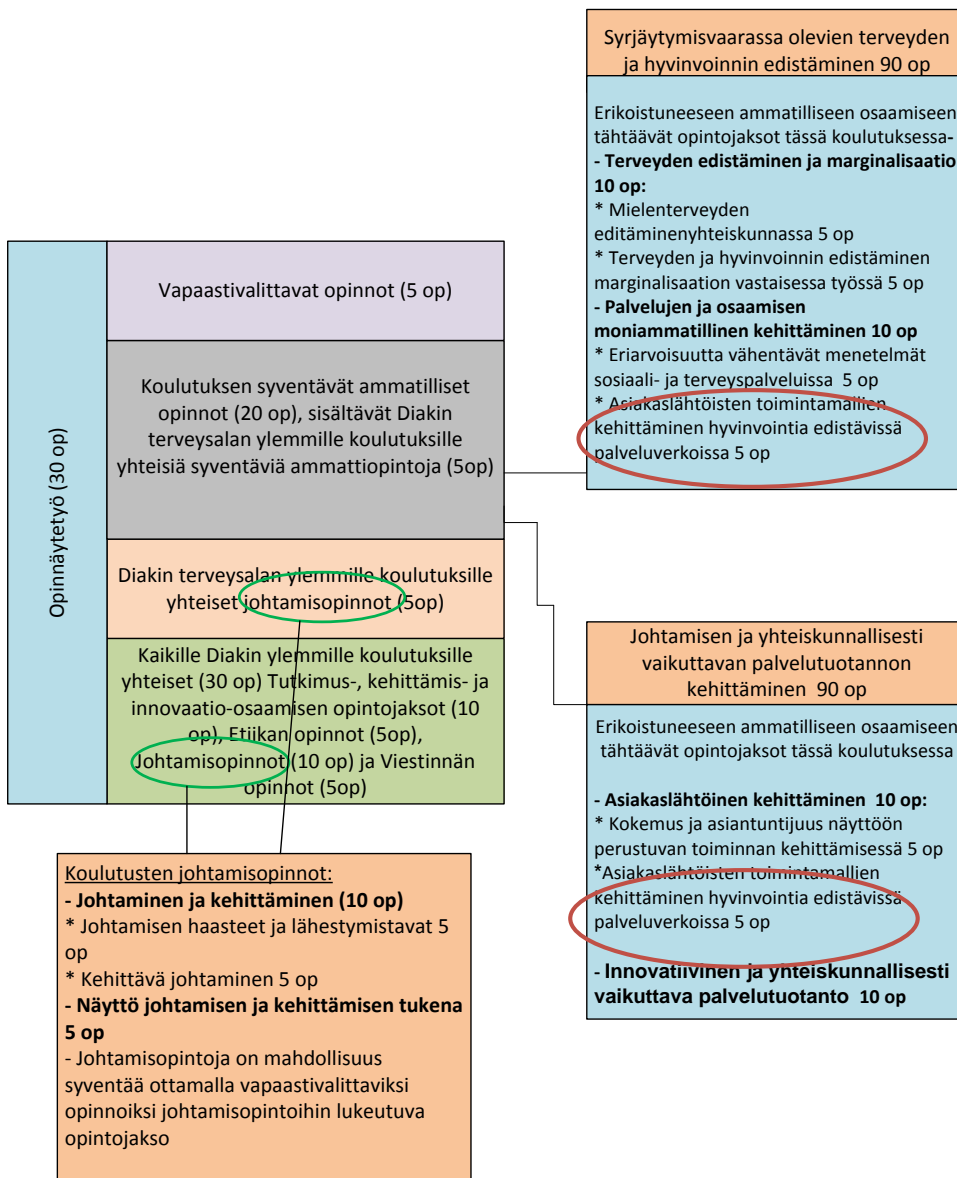 Syrjäytymisvaarassa olevien terveyden
ja hyvinvoinnin edistäminen 90 op
Erikoistuneeseen ammatilliseen osaamiseen
tähtäävät opintojaksot tässä koulutuksessa-
- Terveyden edistäminen ja marginalisaatio
10 op:
* Mielenterveyden
editäminenyhteiskunnassa 5 op
* Terveyden ja hyvinvoinnin edistäminen
marginalisaation vastaisessa työssä 5 op
- Palvelujen ja osaamisen
moniammatillinen kehittäminen 10 op
* Eriarvoisuutta vähentävät menetelmät
sosiaali- ja terveyspalveluissa 5 op
* Asiakaslähtöisten toimintamallien
kehittäminen hyvinvointia edistävissä
palveluverkoissa 5 op
Opinnäytetyö (30 op)
Vapaastivalittavat opinnot (5 op)
Koulutuksen syventävät ammatilliset
opinnot (20 op), sisältävät Diakin
terveysalan ylemmille koulutuksille
yhteisiä syventäviä ammattiopintoja (5op)
Diakin terveysalan ylemmille koulutuksille
yhteiset johtamisopinnot (5op)
Kaikille Diakin ylemmille koulutuksille
yhteiset (30 op) Tutkimus-, kehittämis- ja
innovaatio-osaamisen opintojaksot (10
op), Etiikan opinnot (5op),
Johtamisopinnot (10 op) ja Viestinnän
opinnot (5op)
Johtamisen ja yhteiskunnallisesti
vaikuttavan palvelutuotannon
kehittäminen 90 op
Erikoistuneeseen ammatilliseen osaamiseen
tähtäävät opintojaksot tässä koulutuksessa
- Asiakaslähtöinen kehittäminen 10 op:
* Kokemus ja asiantuntijuus näyttöön
perustuvan toiminnan kehittämisessä 5 op
*Asiakaslähtöisten toimintamallien
kehittäminen hyvinvointia edistävissä
palveluverkoissa 5 op
- Innovatiivinen ja yhteiskunnallisesti
vaikuttava palvelutuotanto 10 op
Koulutusten johtamisopinnot:
- Johtaminen ja kehittäminen (10 op)
* Johtamisen haasteet ja lähestymistavat 5
op
* Kehittävä johtaminen 5 op
- Näyttö johtamisen ja kehittämisen tukena
5 op
- Johtamisopintoja on mahdollisuus
syventää ottamalla vapaastivalittaviksi
opinnoiksi johtamisopintoihin lukeutuva
opintojakso